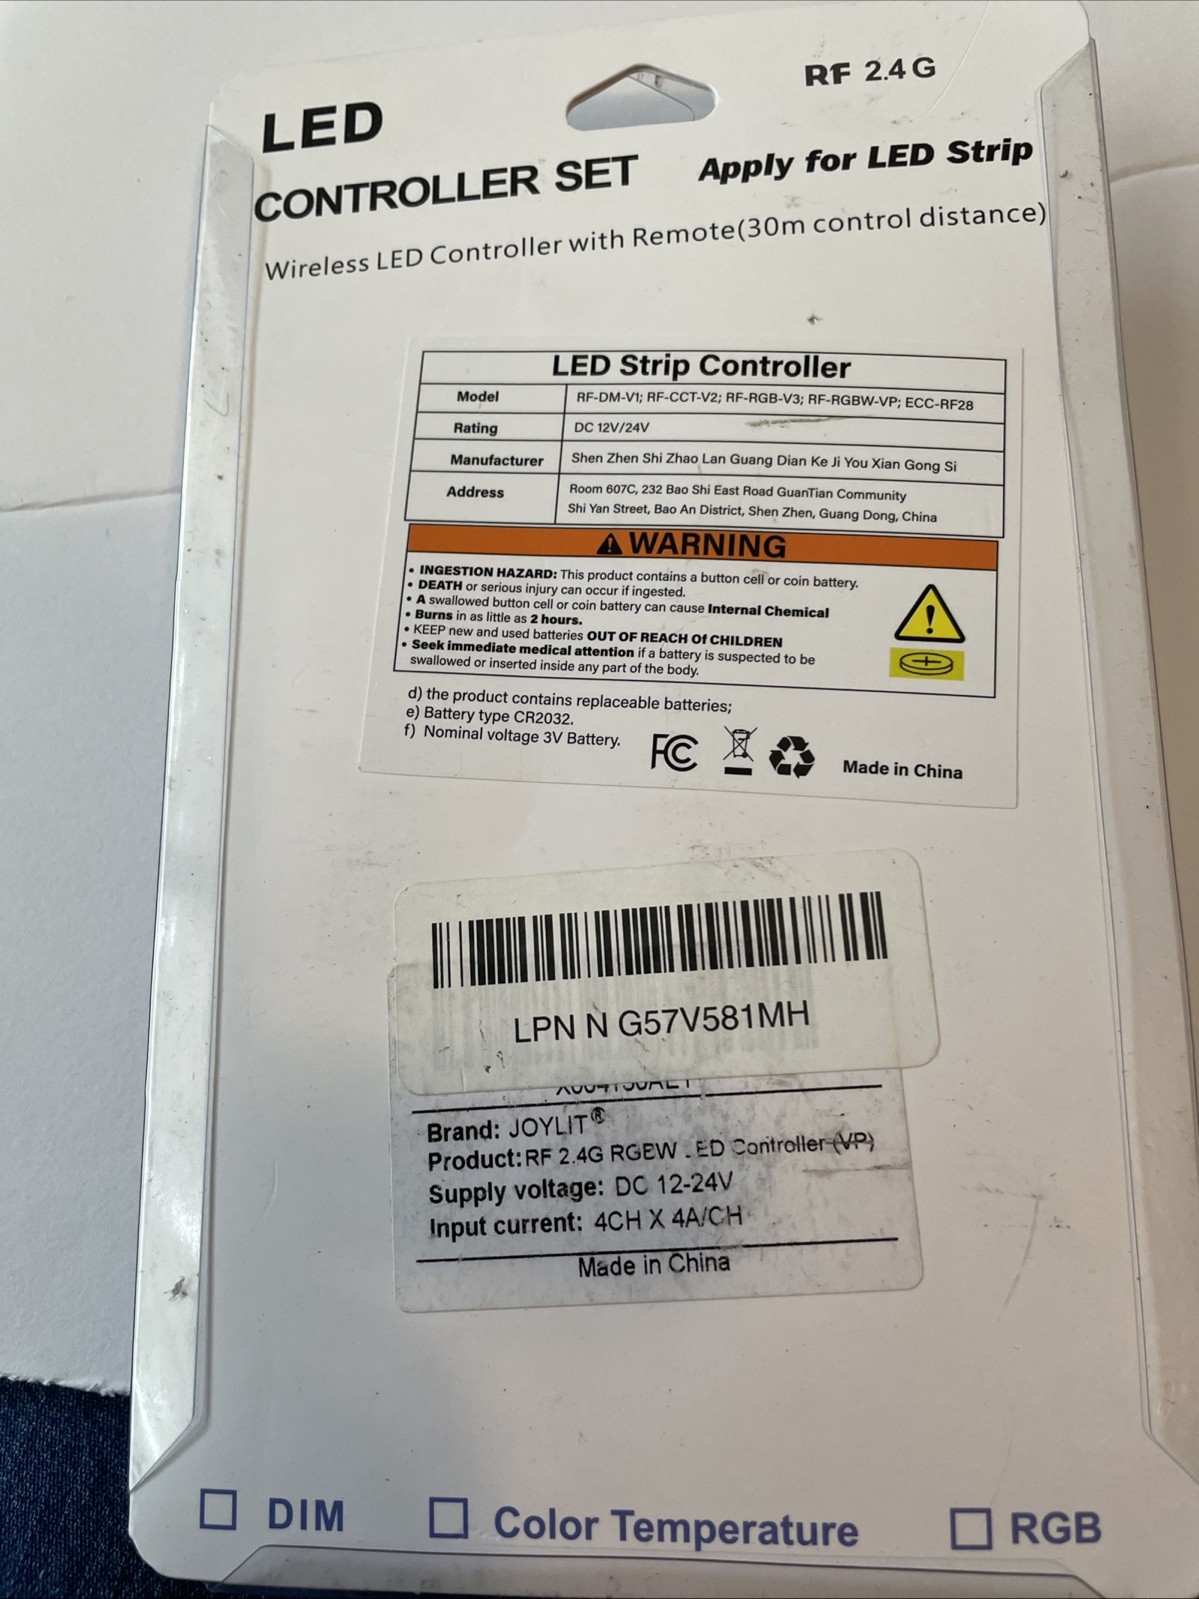 RF 2.4G
LED
CONTROLLER SET
Apply for LED Strip
Wireless LED Controller with Remote(30m control distance)
LED Strip Controller
Model RF-DM-V1; RF-CCT-V2; RF-RGB-V3; RF-RGBW-VP; ECC-RF28
Rating DC 12V/24V
Manufacturer Shen Zhen Shi Zhao Lan Guang Dian Ke Ji You Xian Gong Si
Address Room 607C, 232 Bao Shi East Road GuanTian Community
Shi Yan Street, Bao An District, Shen Zhen, Guang Dong, China
WARNING
• INGESTION HAZARD: This product contains a button cell or coin battery.
• DEATH or serious injury can occur if ingested.
• A swallowed button cell or coin battery can cause Internal Chemical
• Burns in as little as 2 hours.
• KEEP new and used batteries OUT OF REACH Of CHILDREN
• Seek immediate medical attention if a battery is suspected to be
swallowed or inserted inside any part of the body.
d) the product contains replaceable batteries;
e) Battery type CR2032.
f) Nominal voltage 3V Battery.
FC
Made in China
LPN N G57V581MH
Brand: JOYLIT®
Product: RF 2.4G RGBW LED Controller (VP)
Supply voltage: DC 12-24V
Input current: 4CH X 4A/CH
Made in China
DIM
Color Temperature
RGB